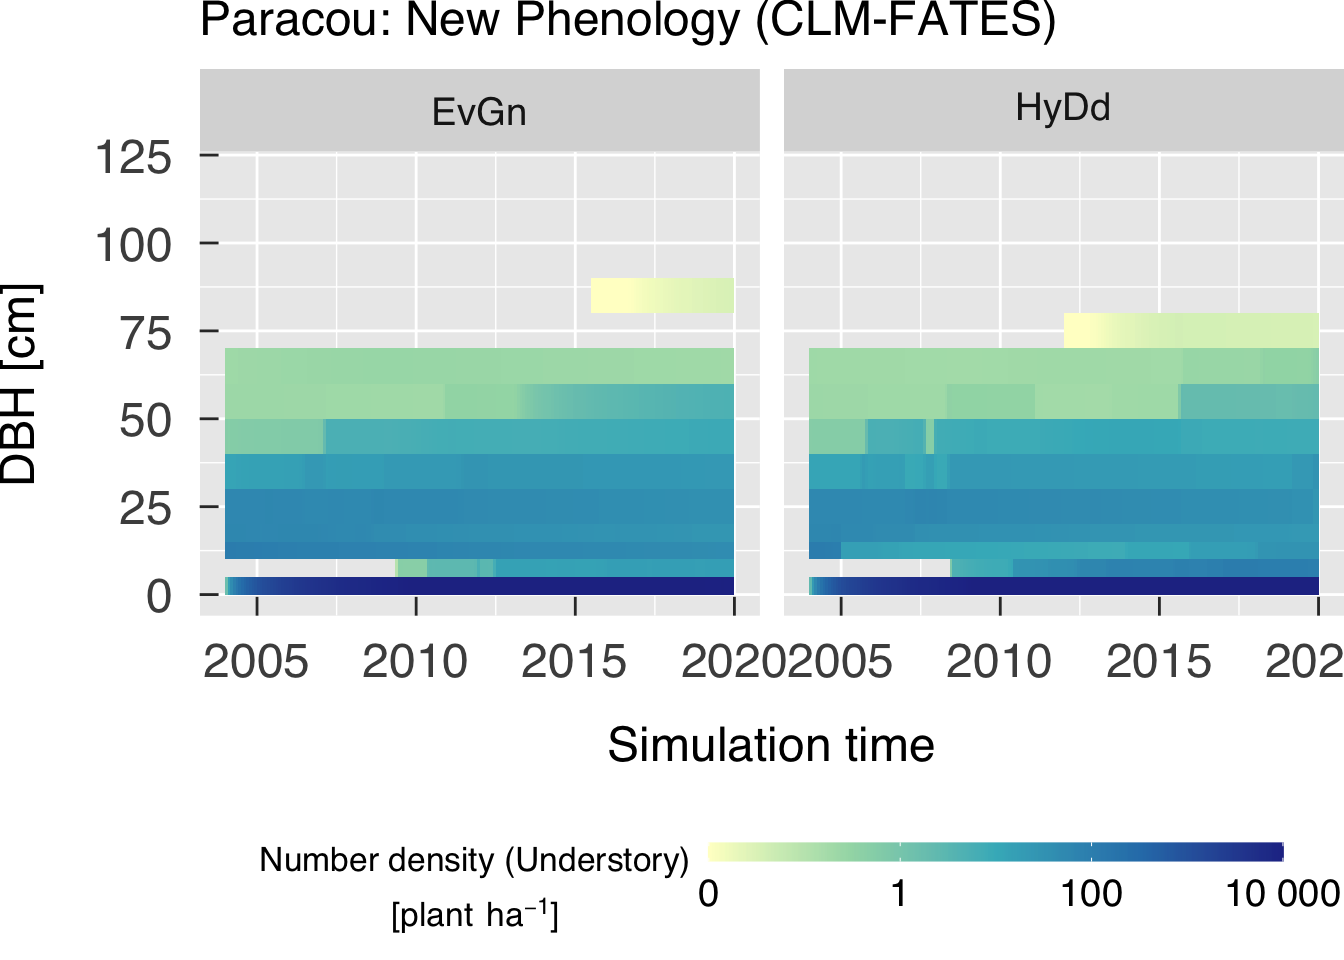 Paracou: New Phenology (CLM-FATES)
EvGn
HyDd
125
100
75
50
25
0
DBH [cm]
2005 2010 2015 2020 2005 2010 2015 202
Simulation time
Number density (Understory)
[plant ha⁻¹]
0 1 100 10 000